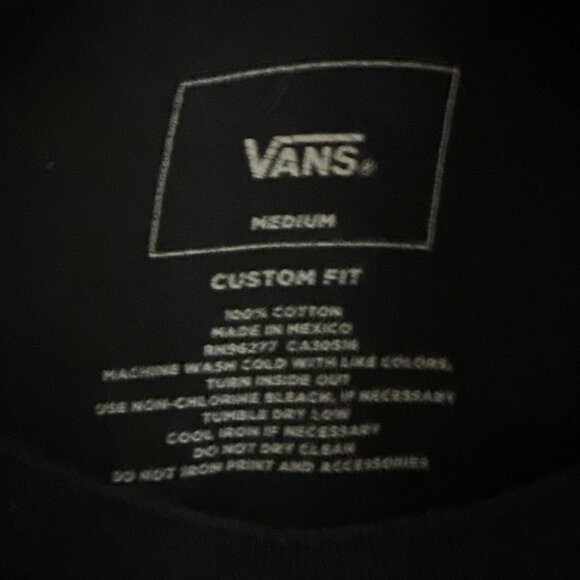 VANS®
MEDIUM
CUSTOM FIT
100% COTTON
MADE IN MEXICO
RN96277 CA30516
MACHINE WASH COLD WITH LIKE COLORS,
TURN INSIDE OUT
USE NON-CHLORINE BLEACH, IF NECESSARY
TUMBLE DRY LOW
COOL IRON IF NECESSARY
DO NOT DRY CLEAN
DO NOT IRON PRINT AND ACCESSORIES